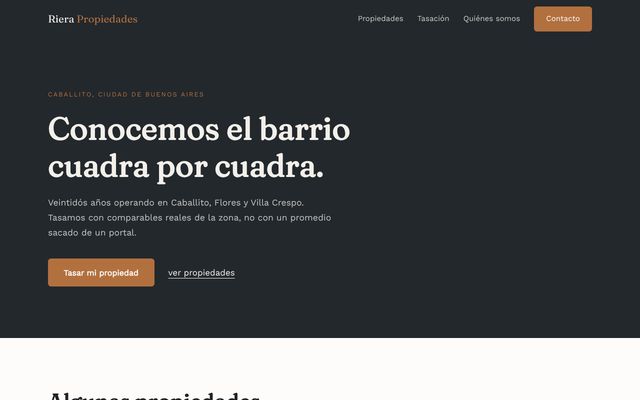 Riera Propiedades
Propiedades
Tasación
Quiénes somos
Contacto
CABALLITO, CIUDAD DE BUENOS AIRES
Conocemos el barrio
cuadra por cuadra.
Veintidós años operando en Caballito, Flores y Villa Crespo.
Tasamos con comparables reales de la zona, no con un promedio
sacado de un portal.
Tasar mi propiedad
ver propiedades
Algunas propiedades